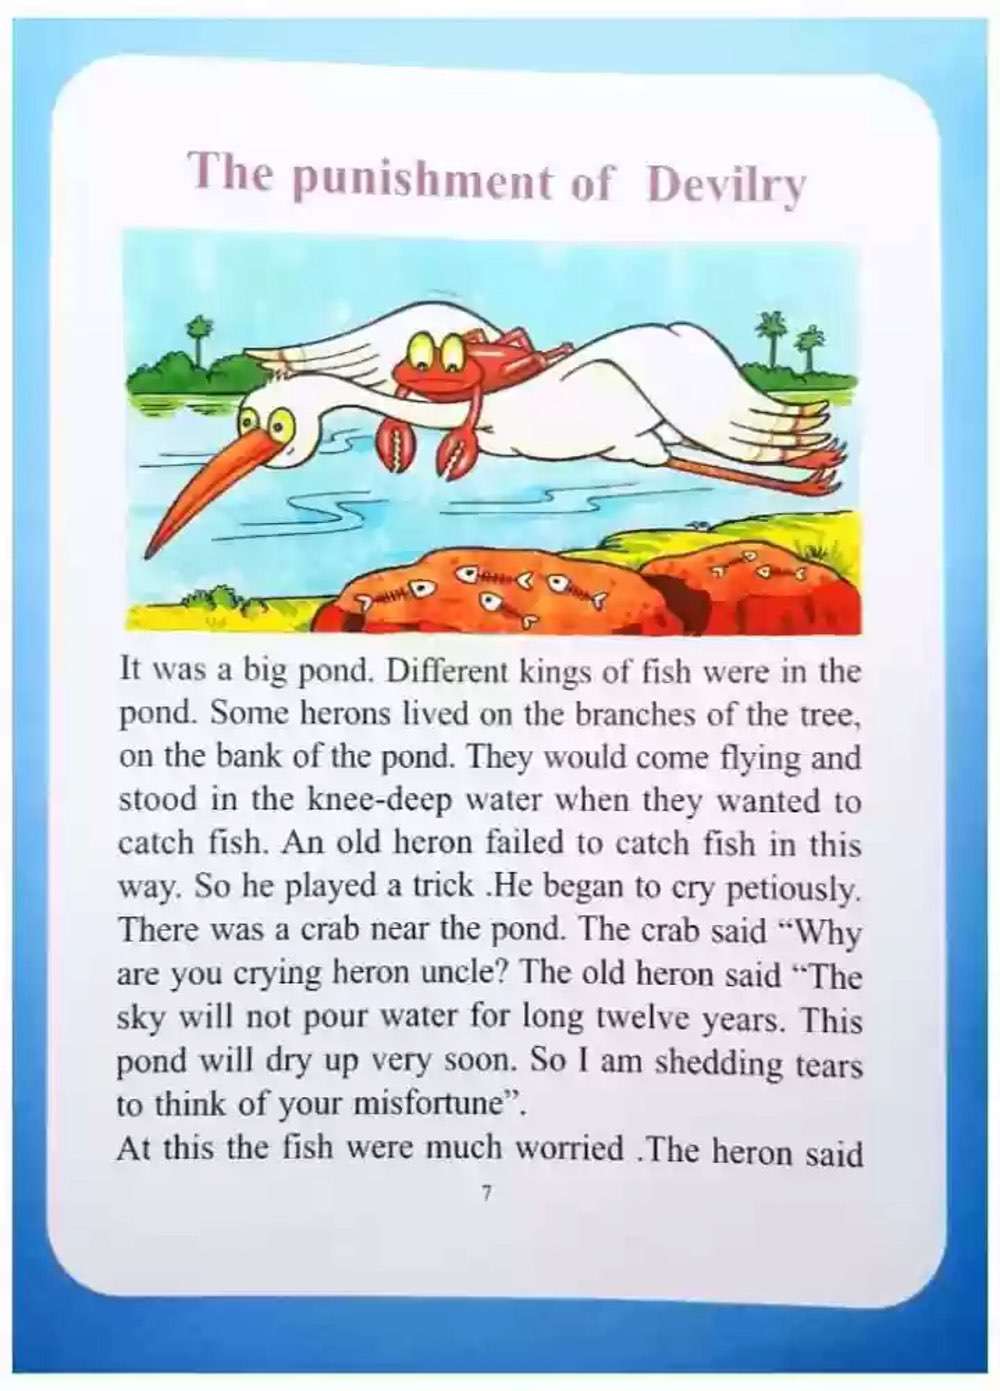 The punishment of Devilry
It was a big pond. Different kings of fish were in the
pond. Some herons lived on the branches of the tree,
on the bank of the pond. They would come flying and
stood in the knee-deep water when they wanted to
catch fish. An old heron failed to catch fish in this
way. So he played a trick .He began to cry petiously.
There was a crab near the pond. The crab said “Why
are you crying heron uncle? The old heron said “The
sky will not pour water for long twelve years. This
pond will dry up very soon. So I am shedding tears
to think of your misfortune”.
At this the fish were much worried .The heron said
7